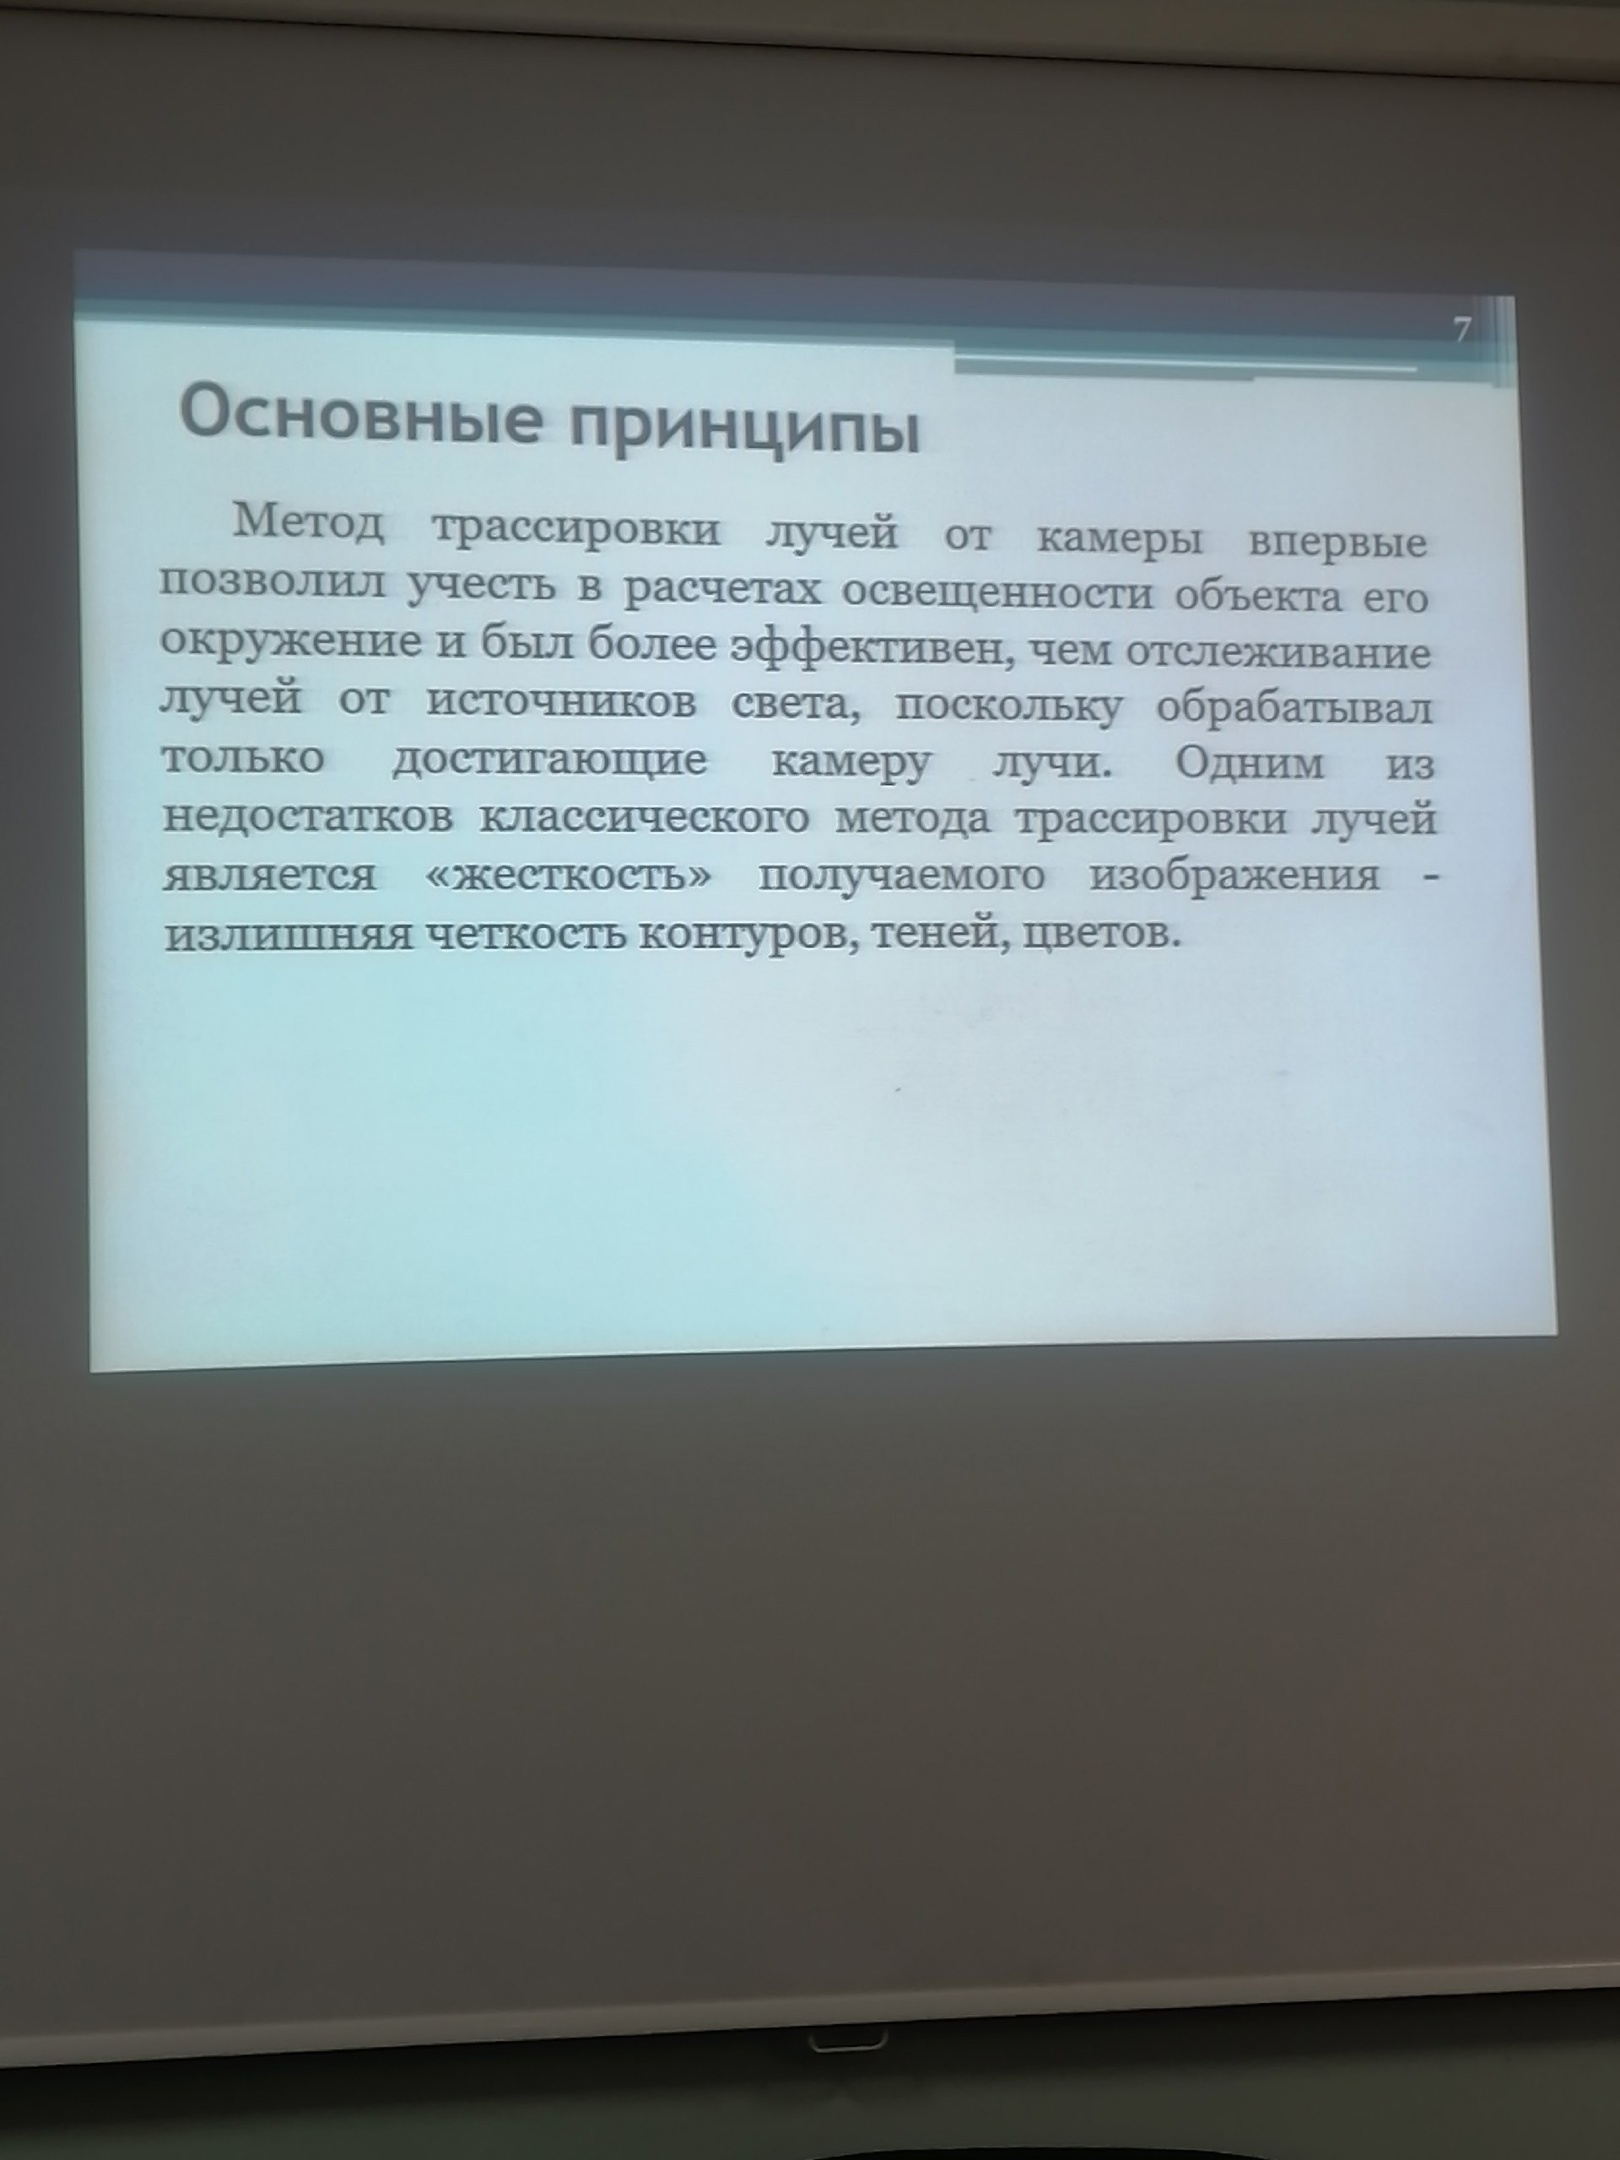 7
Основные принципы
Метод трассировки лучей от камеры впервые
позволил учесть в расчетах освещенности объекта его
окружение и был более эффективен, чем отслеживание
лучей от источников света, поскольку обрабатывал
только достигающие камеру лучи. Одним из
недостатков классического метода трассировки лучей
является «жесткость» получаемого изображения -
излишняя четкость контуров, теней, цветов.